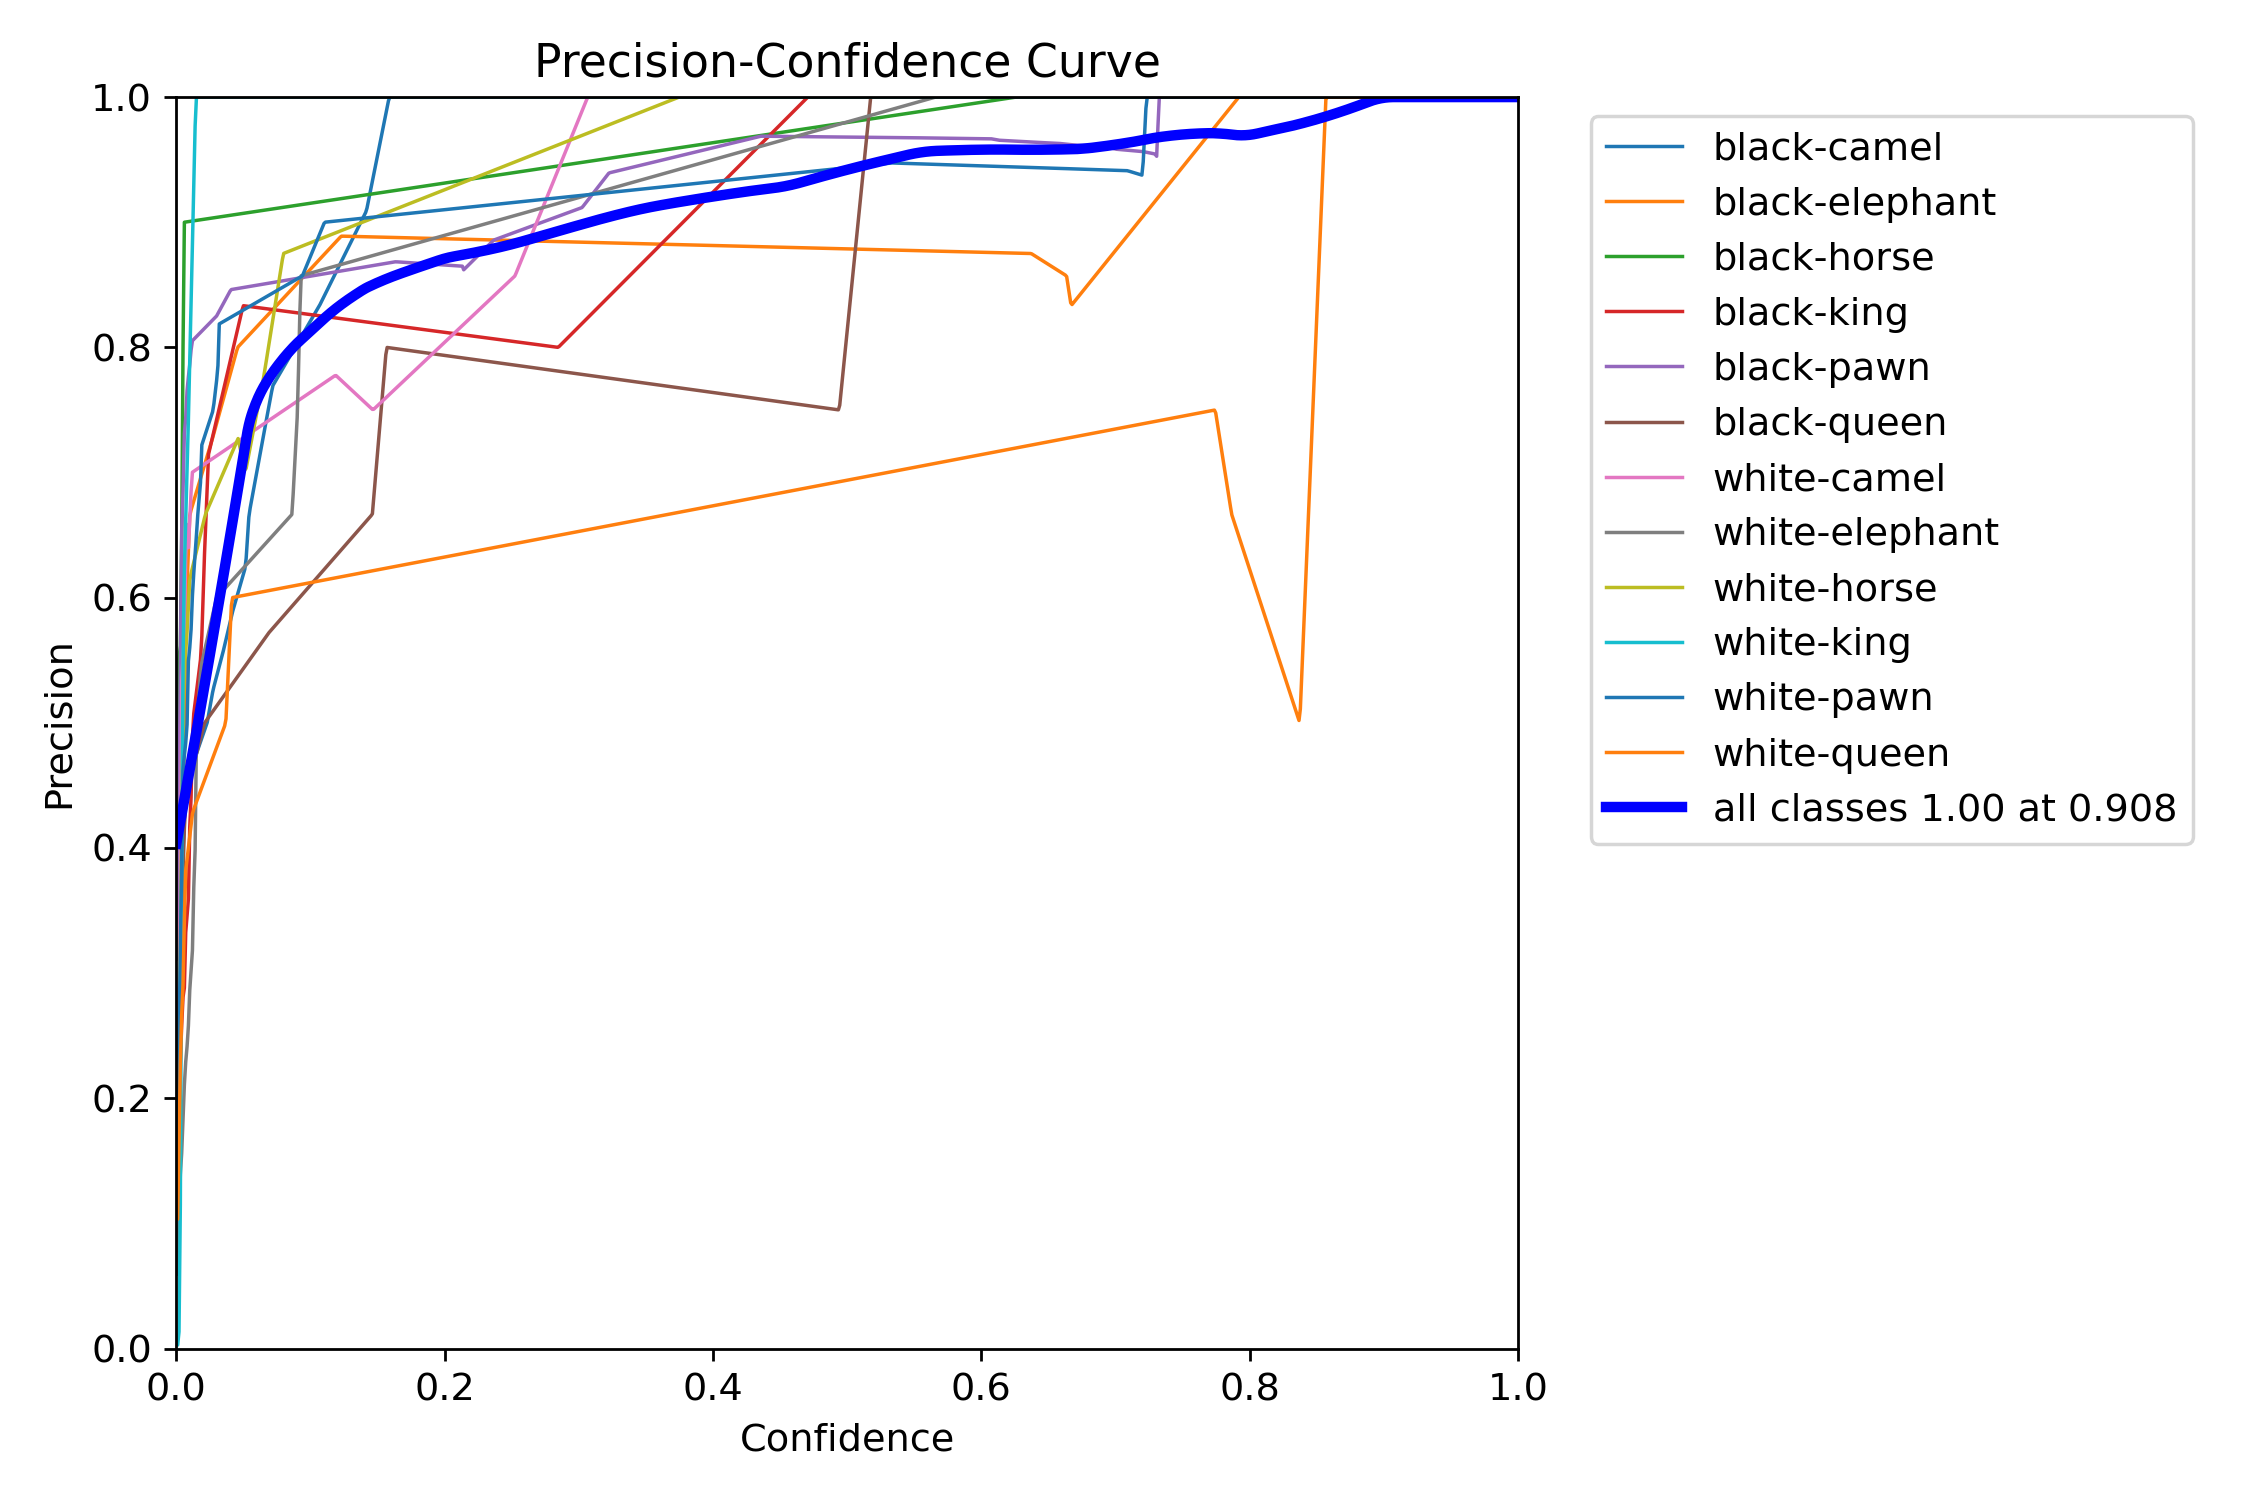 Precision-Confidence Curve
1.0
0.8
0.6
0.4
0.2
0.0
Precision
0.0 0.2 0.4 0.6 0.8 1.0
Confidence
black-camel
black-elephant
black-horse
black-king
black-pawn
black-queen
white-camel
white-elephant
white-horse
white-king
white-pawn
white-queen
all classes 1.00 at 0.908